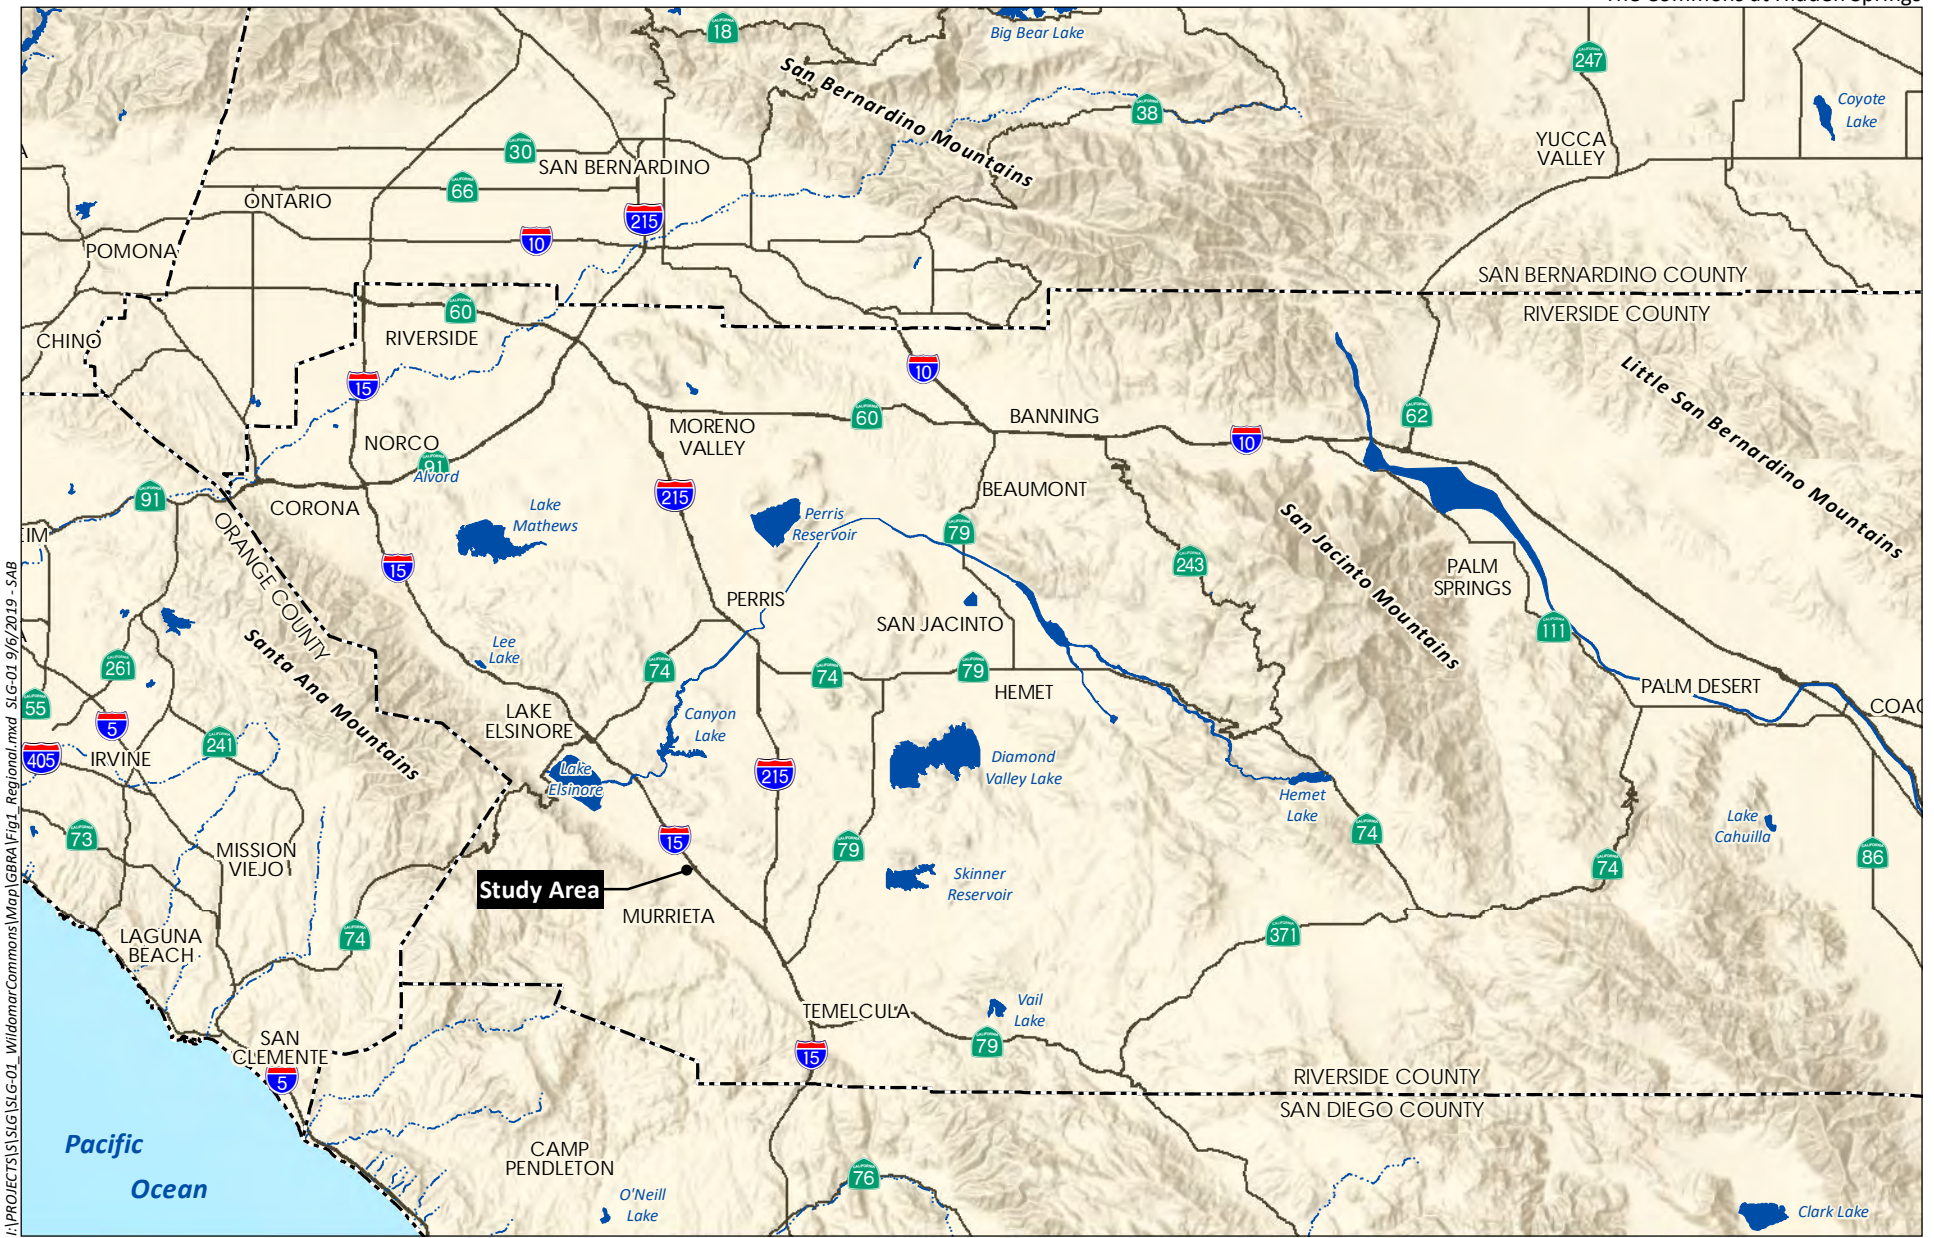 The Commons at Hidden Springs
18
Big Bear Lake
247
San Bernardino Mountains
38
Coyote
Lake
30
SAN BERNARDINO
YUCCA
VALLEY
66
ONTARIO
215
10
POMONA
SAN BERNARDINO COUNTY
RIVERSIDE COUNTY
60
RIVERSIDE
CHINO
15
10
Little San Bernardino Mountains
60
62
BANNING
MORENO
VALLEY
10
NORCO
91
Alvord
91
CORONA
215
BEAUMONT
Lake
Mathews
Perris
Reservoir
79
San Jacinto Mountains
ORANGE COUNTY
EIM
15
243
PALM
SPRINGS
PERRIS
SAN JACINTO
111
Santa Ana Mountains
Lee
Lake
261
74
74
79
HEMET
PALM DESERT
55
COAC
5
LAKE
ELSINORE
Canyon
Lake
241
405
IRVINE
Lake
Elsinore
215
Diamond
Valley Lake
Hemet
Lake
73
15
79
74
Lake
Cahuilla
MISSION
VIEJO
74
86
Study Area
Skinner
Reservoir
MURRIETA
74
371
LAGUNA
BEACH
TEMELCULA
Vail
Lake
79
15
SAN
CLEMENTE
5
RIVERSIDE COUNTY
SAN DIEGO COUNTY
Pacific
Ocean
CAMP
PENDLETON
76
O'Neill
Lake
Clark Lake
I:\PROJECTS\S\SLG\SLG-01_WildomarCommons\Map\GBRA\Fig1_Regional.mxd SLG-01 9/6/2019 - SAB